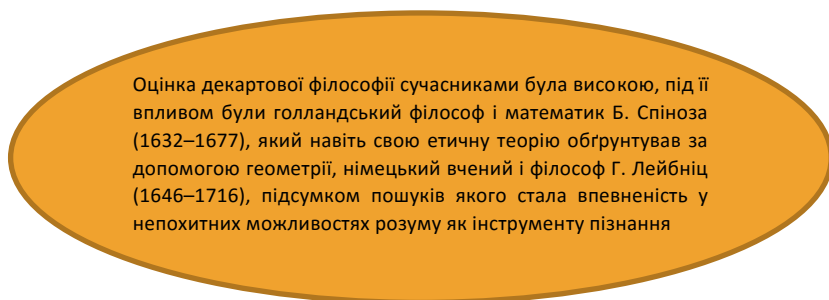 Оцінка декартової філософії сучасниками була високою, під її
впливом були голландський філософ і математик Б. Спіноза
(1632–1677), який навіть свою етичну теорію обґрунтував за
допомогою геометрії, німецький вчений і філософ Г. Лейбніц
(1646–1716), підсумком пошуків якого стала впевненість у
непохитних можливостях розуму як інструменту пізнання